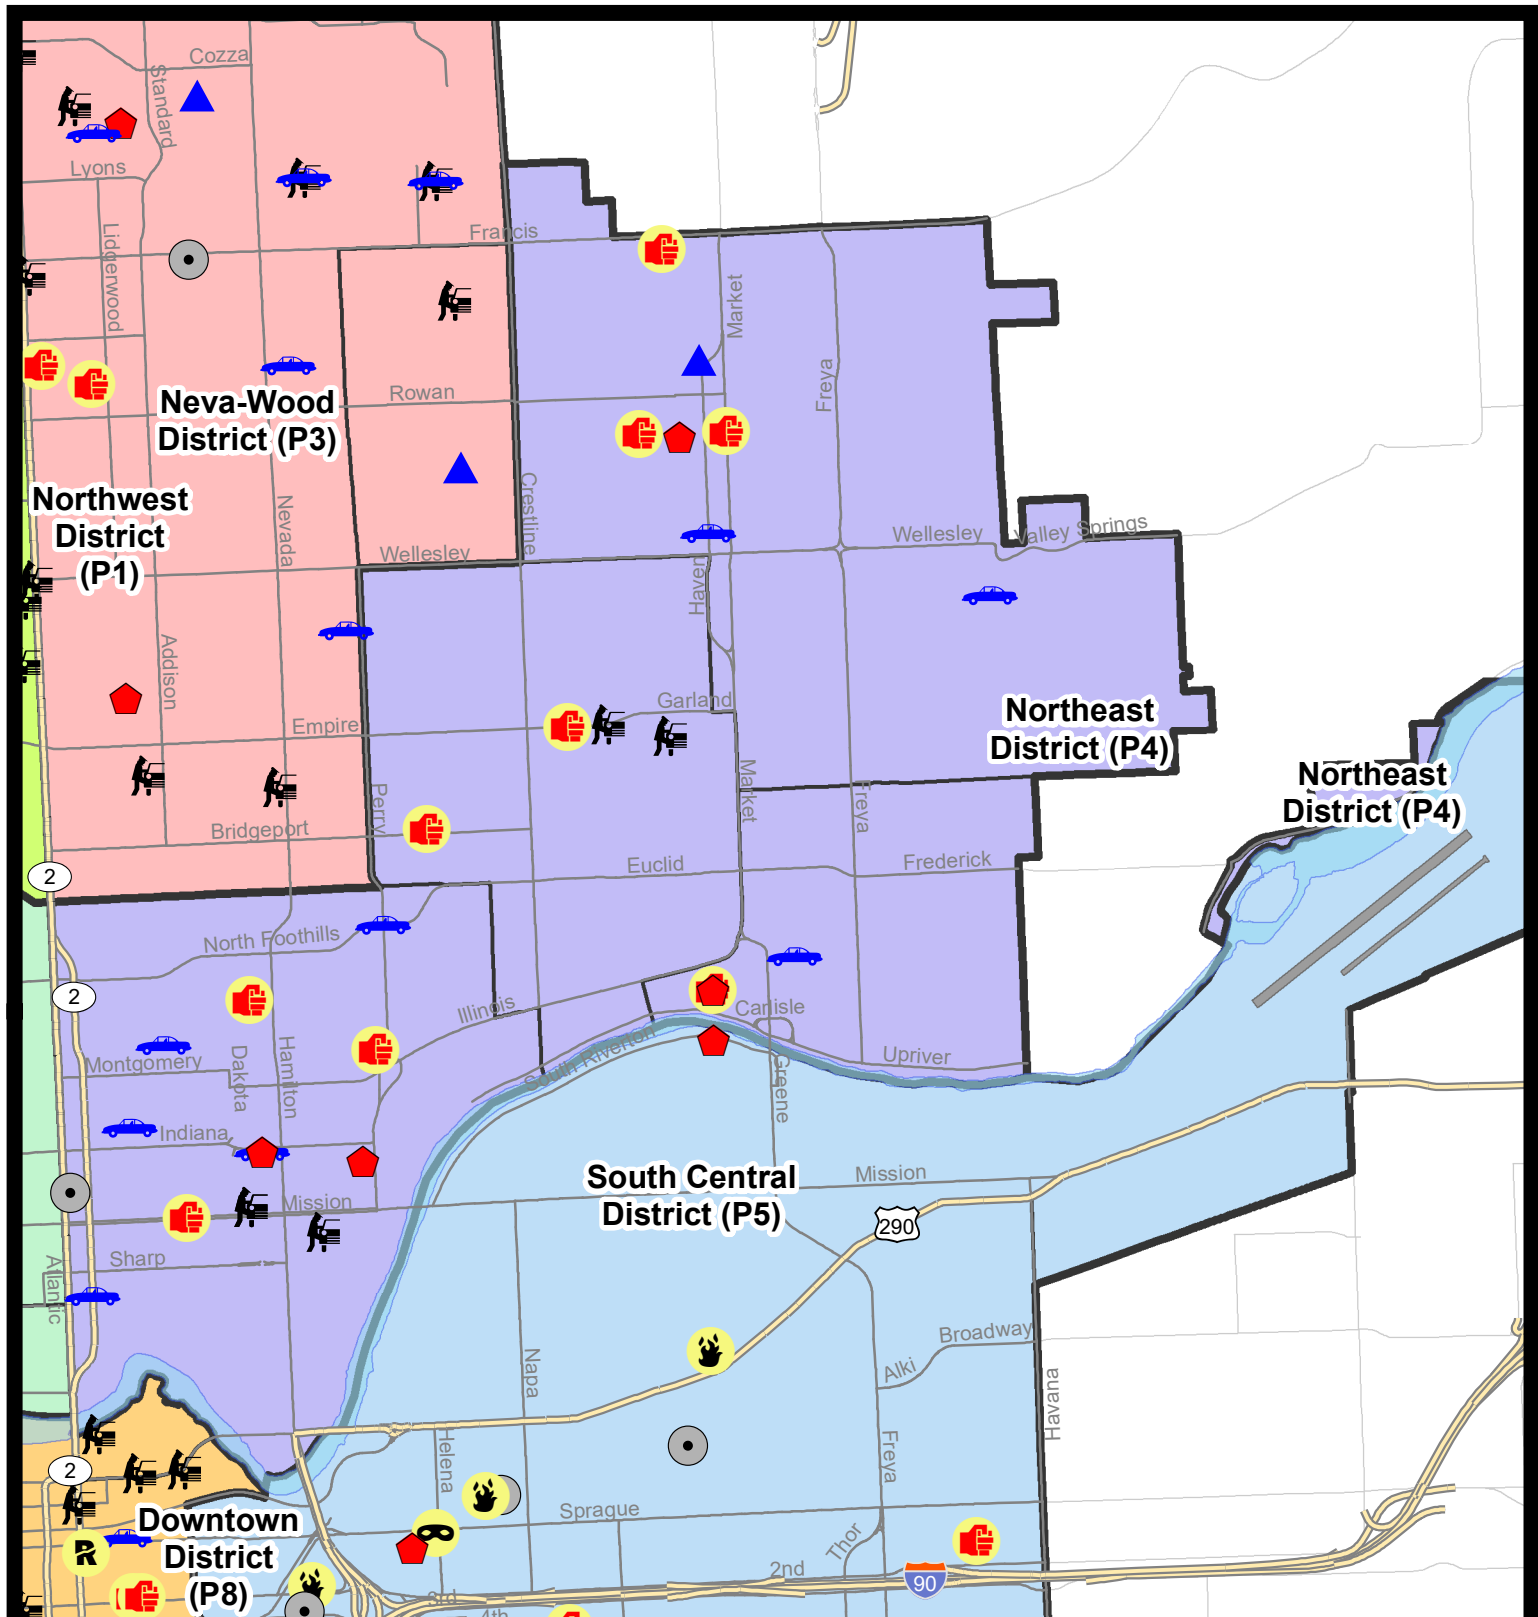 Cozza
Standard
Lyons
Lidgerwood
Francis
Market
Freya
Rowan
Neva-Wood
District (P3)
Northwest
District
(P1)
Nevada
Crestline
Wellesley
Wellesley
Valley Springs
Haven
Addison
Garland
Empire
Northeast
District (P4)
Northeast
District (P4)
Perry
Market
Freya
Bridgeport
Euclid
Frederick
2
North Foothills
2
Illinois
Carlisle
South Riverton
Upriver
Montgomery
Dakota
Hamilton
Greene
Indiana
South Central
District (P5)
Mission
Mission
290
Sharp
Atlantic
Broadway
Napa
Alki
Havana
Helena
Freya
2
Sprague
Downtown
District
(P8)
R
Thor
2nd
90
3rd
4th